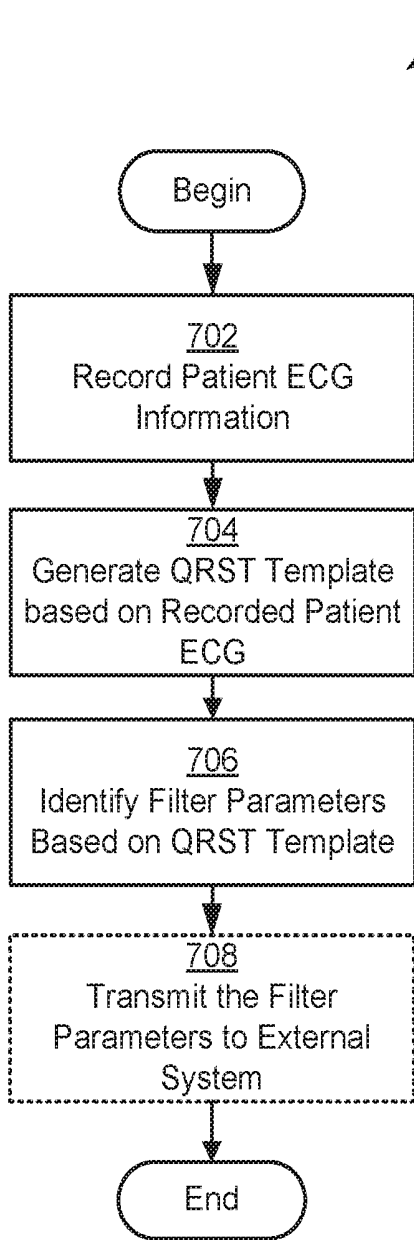 Begin
702
Record Patient ECG
Information
704
Generate QRST Template
based on Recorded Patient
ECG
706
Identify Filter Parameters
Based on QRST Template
708
Transmit the Filter
Parameters to External
System
End